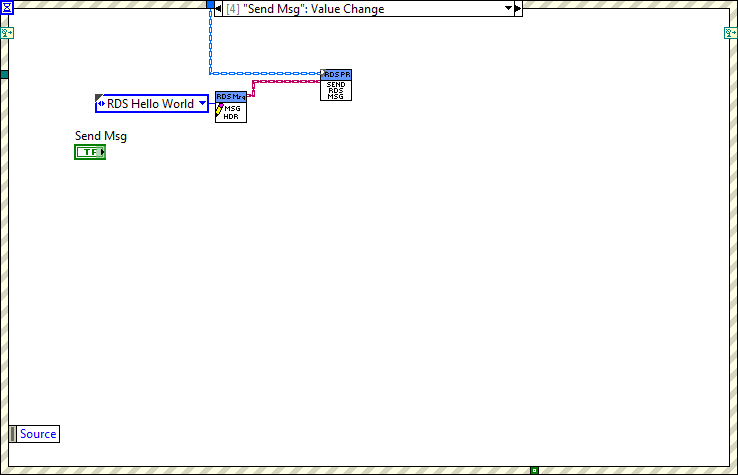 [4] "Send Msg": Value Change
RDS PR
SEND
RDS
MSG
RDS Hello World
RDS Msg
MSG
HDR
Send Msg
TF
Source